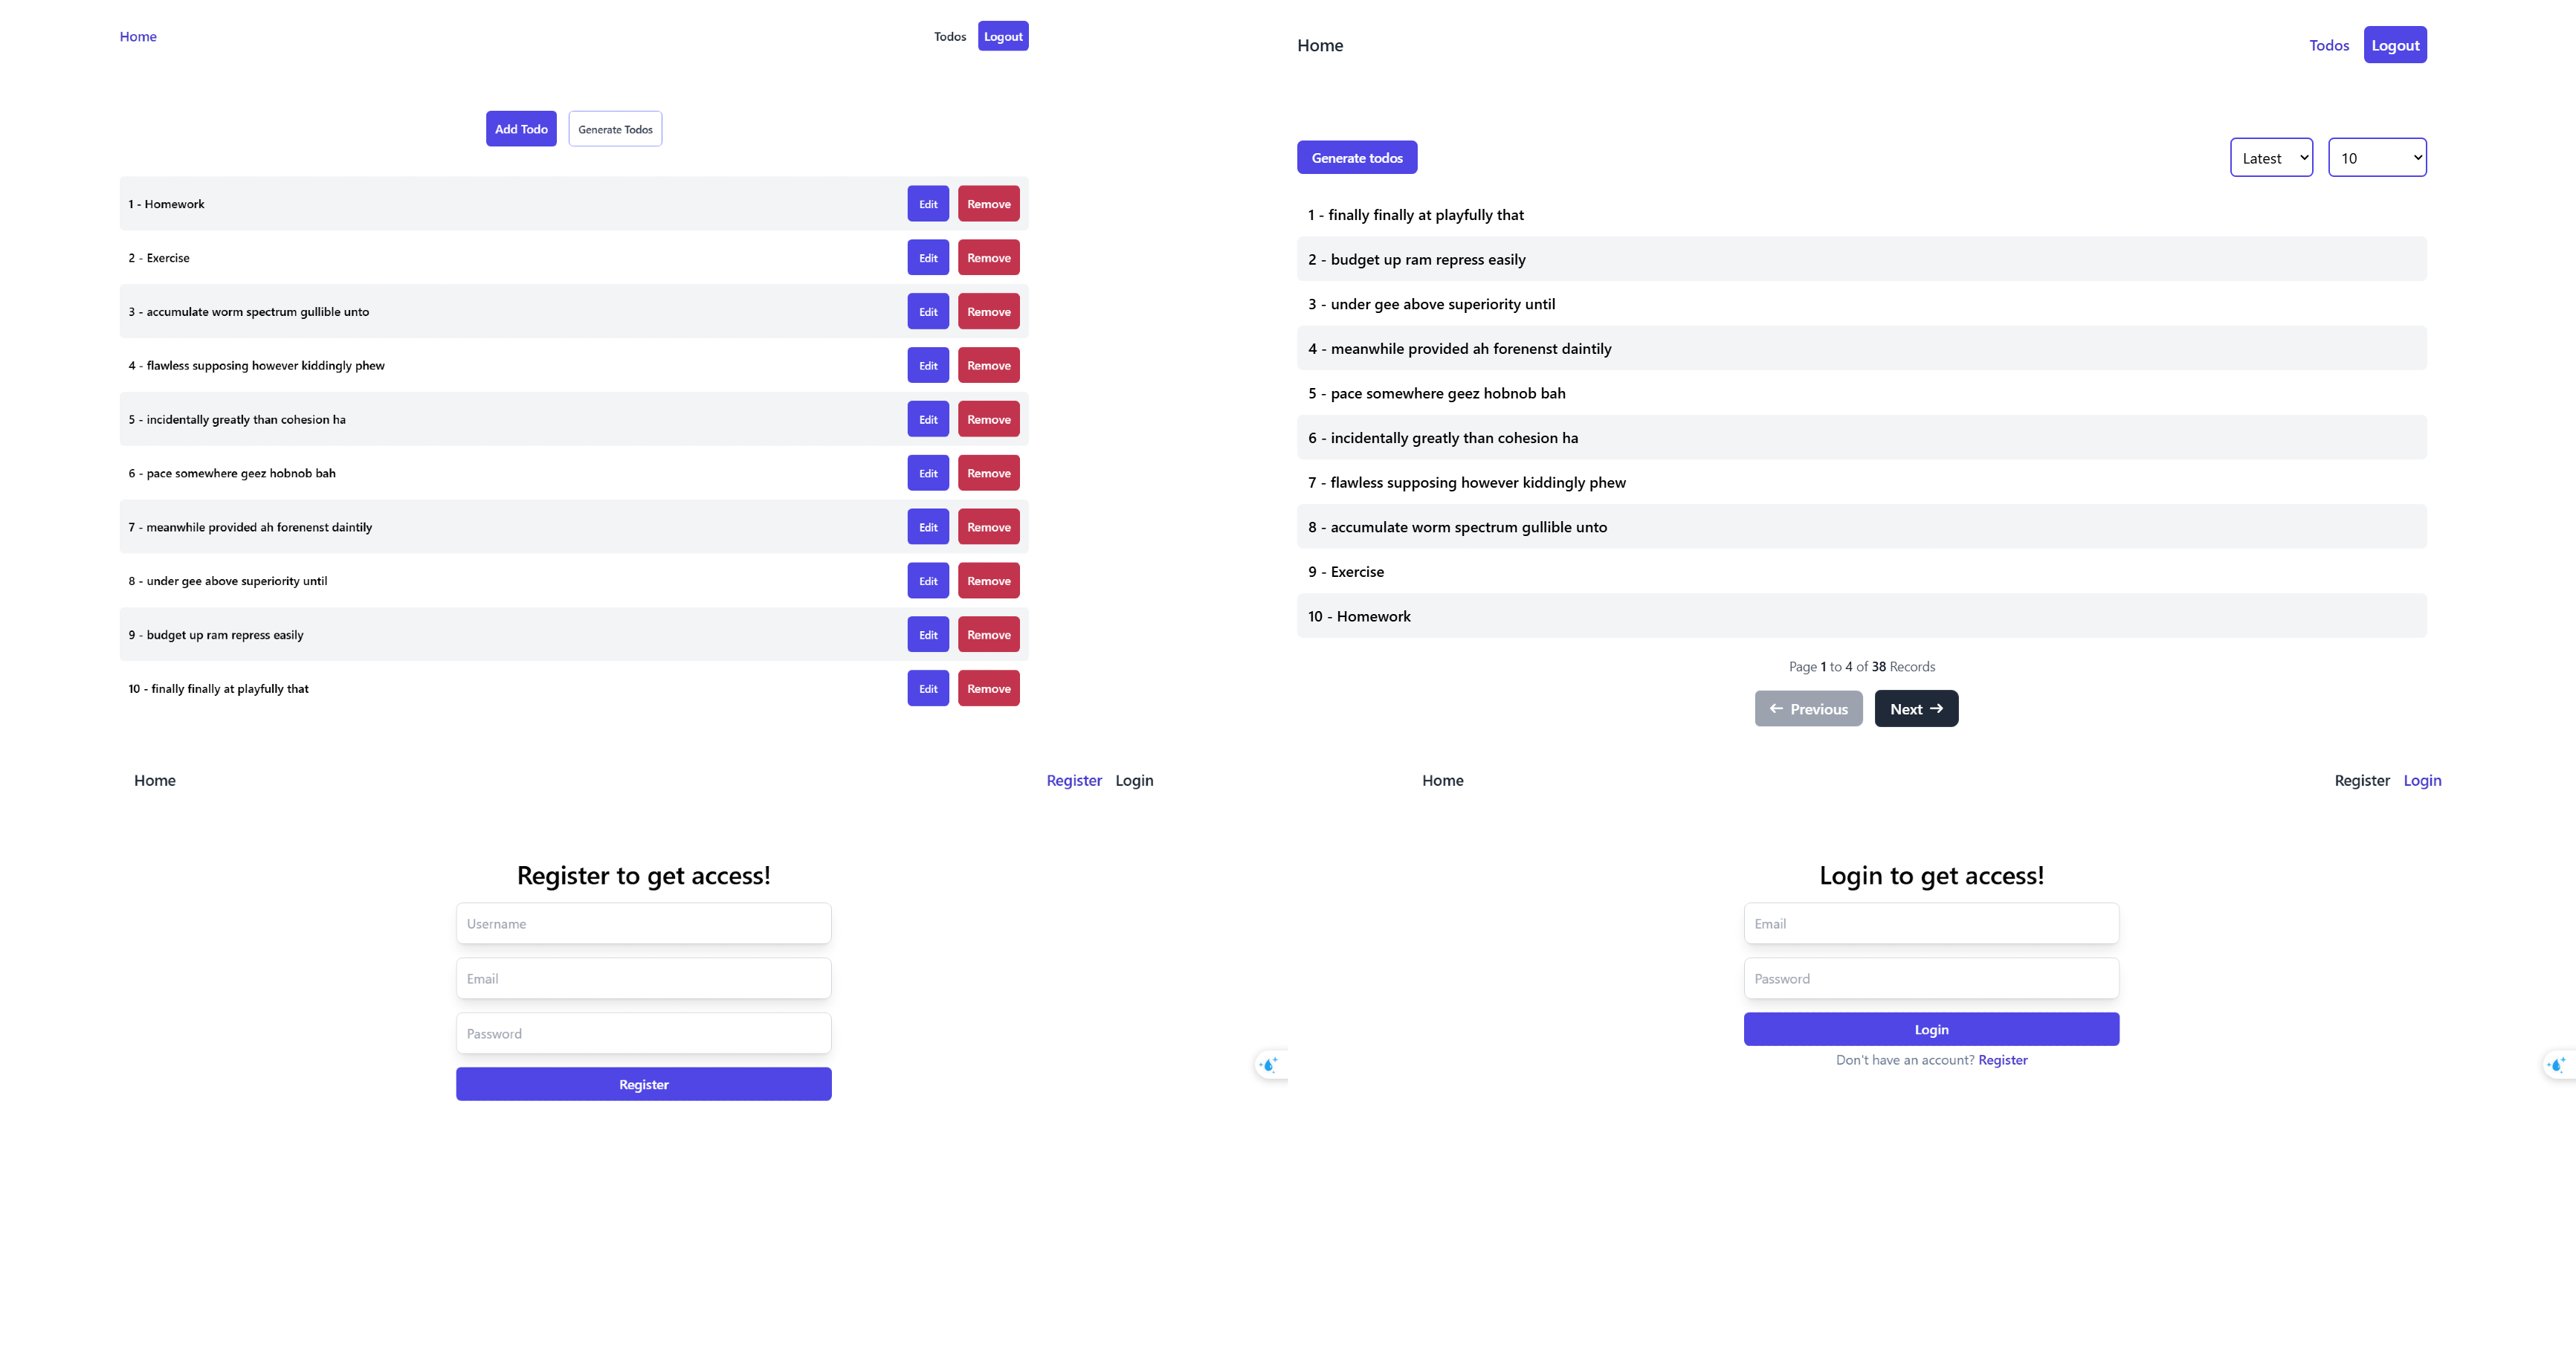 Home Todos Logout
Add Todo Generate Todos
1 - Homework Edit Remove
2 - Exercise Edit Remove
3 - accumulate worm spectrum gullible unto Edit Remove
4 - flawless supposing however kiddingly phew Edit Remove
5 - incidentally greatly than cohesion ha Edit Remove
6 - pace somewhere geez hobnob bah Edit Remove
7 - meanwhile provided ah forenenst daintily Edit Remove
8 - under gee above superiority until Edit Remove
9 - budget up ram repress easily Edit Remove
10 - finally finally at playfully that Edit Remove
Home Todos Logout
Generate todos Latest 10
1 - finally finally at playfully that
2 - budget up ram repress easily
3 - under gee above superiority until
4 - meanwhile provided ah forenenst daintily
5 - pace somewhere geez hobnob bah
6 - incidentally greatly than cohesion ha
7 - flawless supposing however kiddingly phew
8 - accumulate worm spectrum gullible unto
9 - Exercise
10 - Homework
Page 1 to 4 of 38 Records
← Previous Next →
Home Register Login
Register to get access!
Username
Email
Password
Register
Home Register Login
Login to get access!
Email
Password
Login
Don't have an account? Register